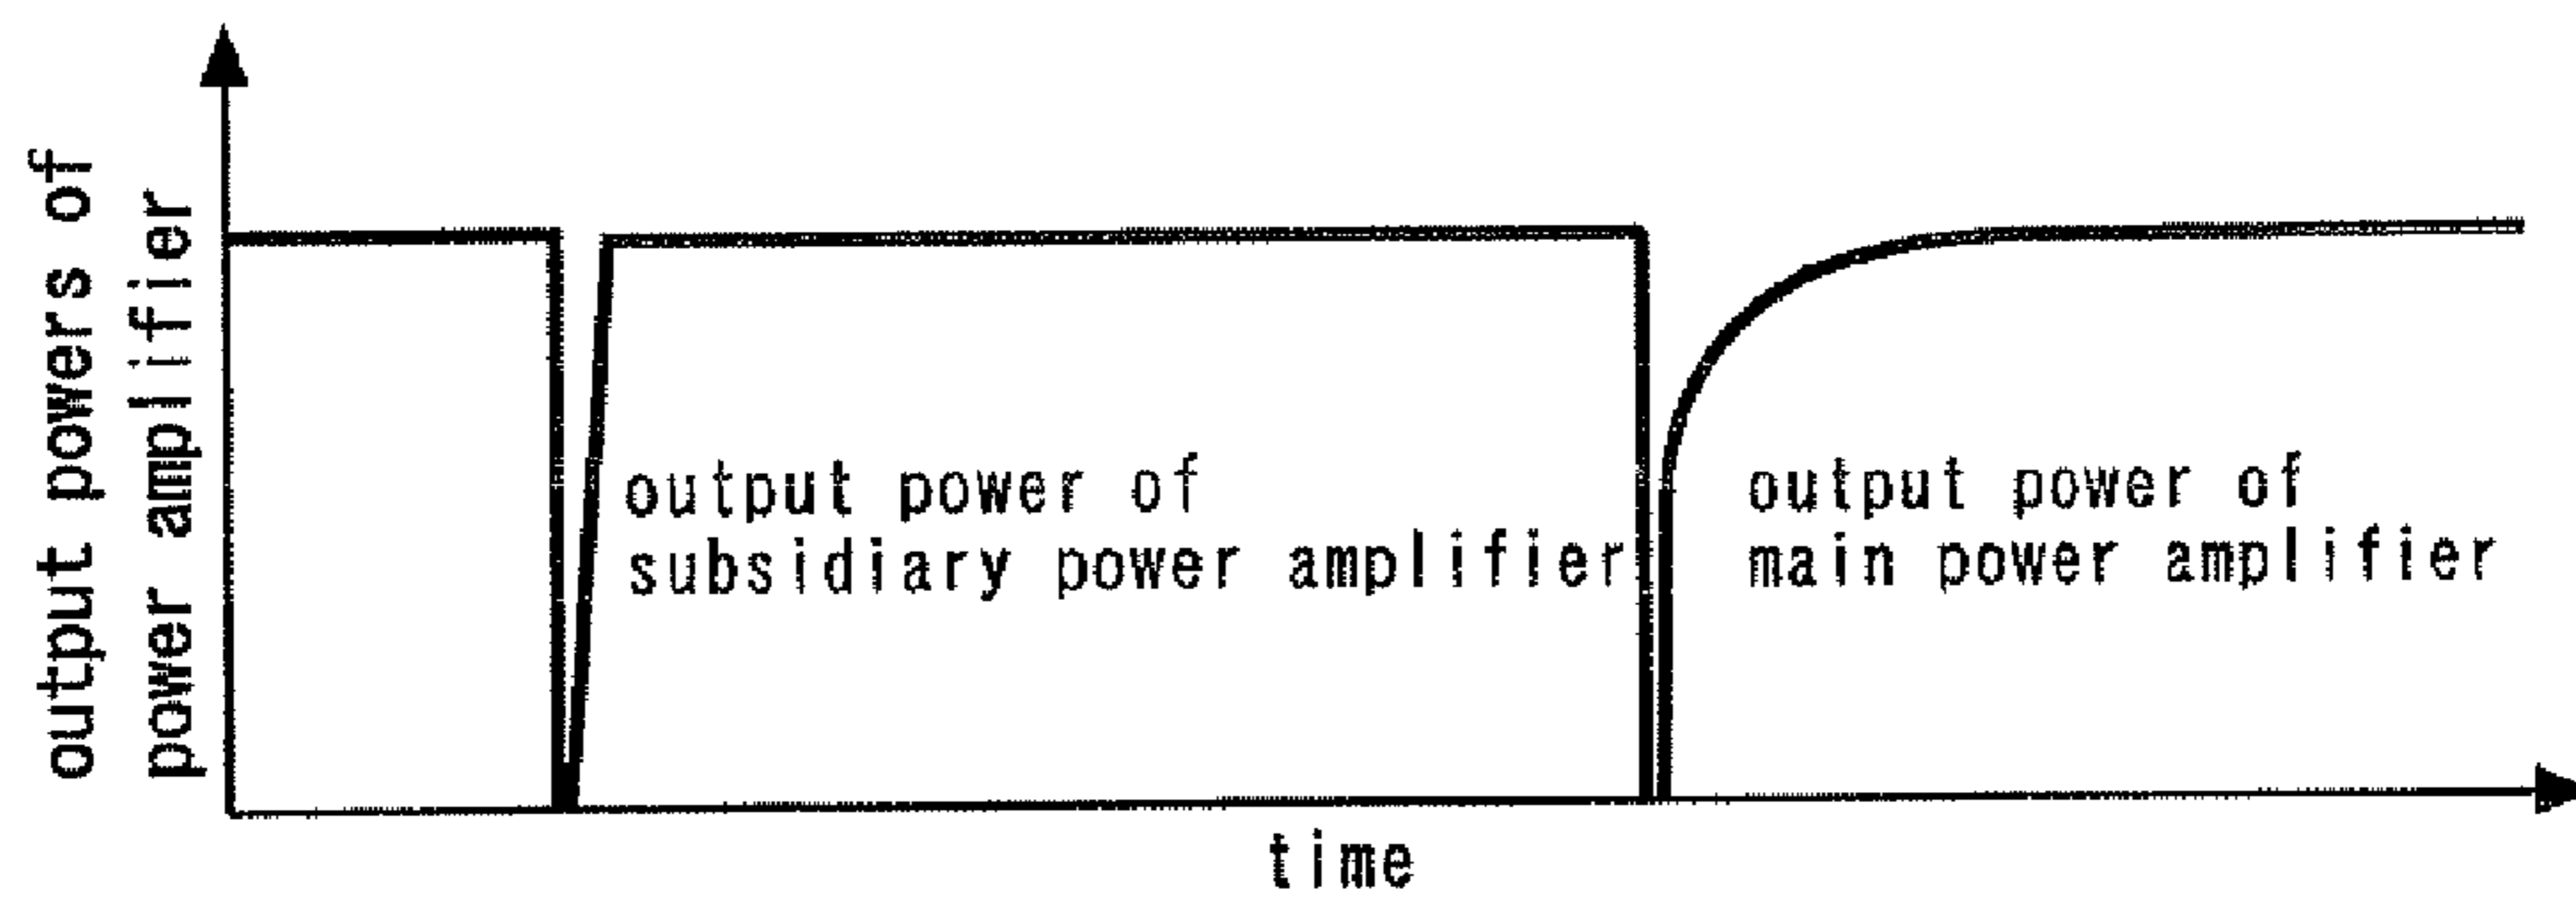 output powers of
power amplifier
output power of
subsidiary power amplifier
output power of
main power amplifier
time